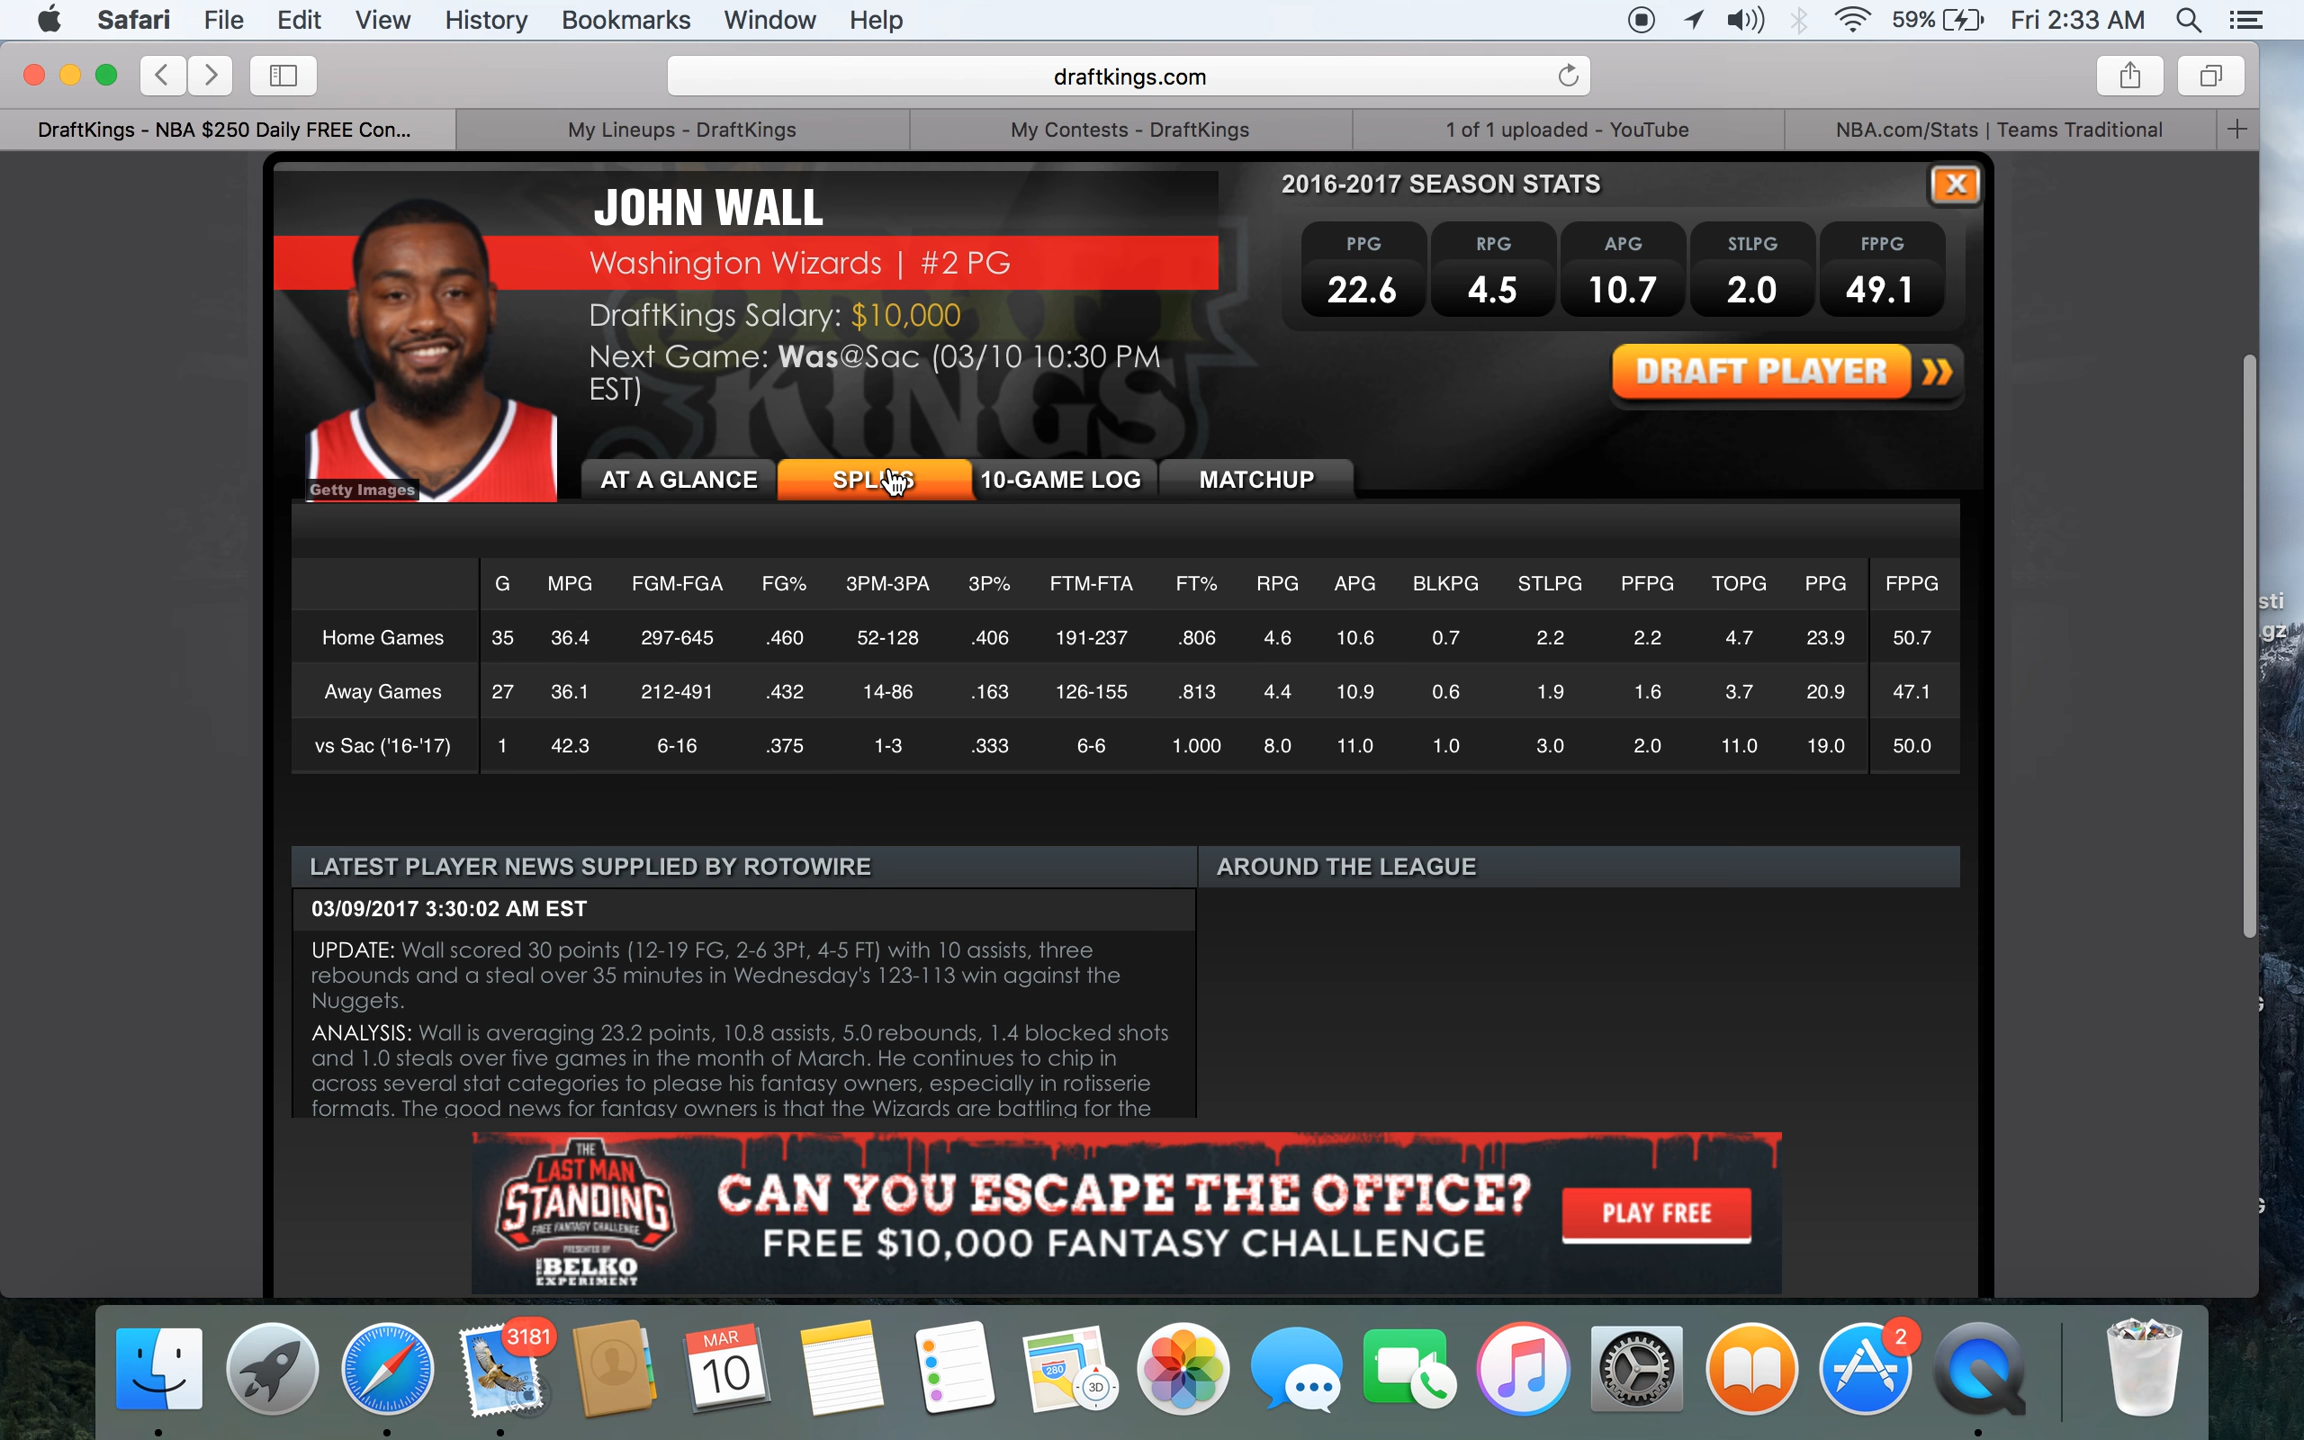 Safari File Edit View History Bookmarks Window Help 59% Fri 2:33 AM
draftkings.com
DraftKings - NBA $250 Daily FREE Con... My Lineups - DraftKings My Contests - DraftKings 1 of 1 uploaded - YouTube NBA.com/Stats | Teams Traditional
JOHN WALL
Washington Wizards | #2 PG
DraftKings Salary: $10,000
Next Game: Was@Sac (03/10 10:30 PM
EST)
Getty Images
2016-2017 SEASON STATS
X
PPG RPG APG STLPG FPPG
22.6 4.5 10.7 2.0 49.1
DRAFT PLAYER
KINGS
AT A GLANCE SPLITS 10-GAME LOG MATCHUP
G MPG FGM-FGA FG% 3PM-3PA 3P% FTM-FTA FT% RPG APG BLKPG STLPG PFPG TOPG PPG FPPG
Home Games 35 36.4 297-645 .460 52-128 .406 191-237 .806 4.6 10.6 0.7 2.2 2.2 4.7 23.9 50.7
Away Games 27 36.1 212-491 .432 14-86 .163 126-155 .813 4.4 10.9 0.6 1.9 1.6 3.7 20.9 47.1
vs Sac ('16-'17) 1 42.3 6-16 .375 1-3 .333 6-6 1.000 8.0 11.0 1.0 3.0 2.0 11.0 19.0 50.0
LATEST PLAYER NEWS SUPPLIED BY ROTOWIRE
AROUND THE LEAGUE
03/09/2017 3:30:02 AM EST
UPDATE: Wall scored 30 points (12-19 FG, 2-6 3Pt, 4-5 FT) with 10 assists, three
rebounds and a steal over 35 minutes in Wednesday's 123-113 win against the
Nuggets.
ANALYSIS: Wall is averaging 23.2 points, 10.8 assists, 5.0 rebounds, 1.4 blocked shots
and 1.0 steals over five games in the month of March. He continues to chip in
across several stat categories to please his fantasy owners, especially in rotisserie
formats. The good news for fantasy owners is that the Wizards are battling for the
THE
LAST MAN
STANDING
FREE FANTASY CHALLENGE
PRESENTED BY
THE BELKO
EXPERIMENT
CAN YOU ESCAPE THE OFFICE?
FREE $10,000 FANTASY CHALLENGE
PLAY FREE
sti
.gz
3181
MAR
10
280
3D
2